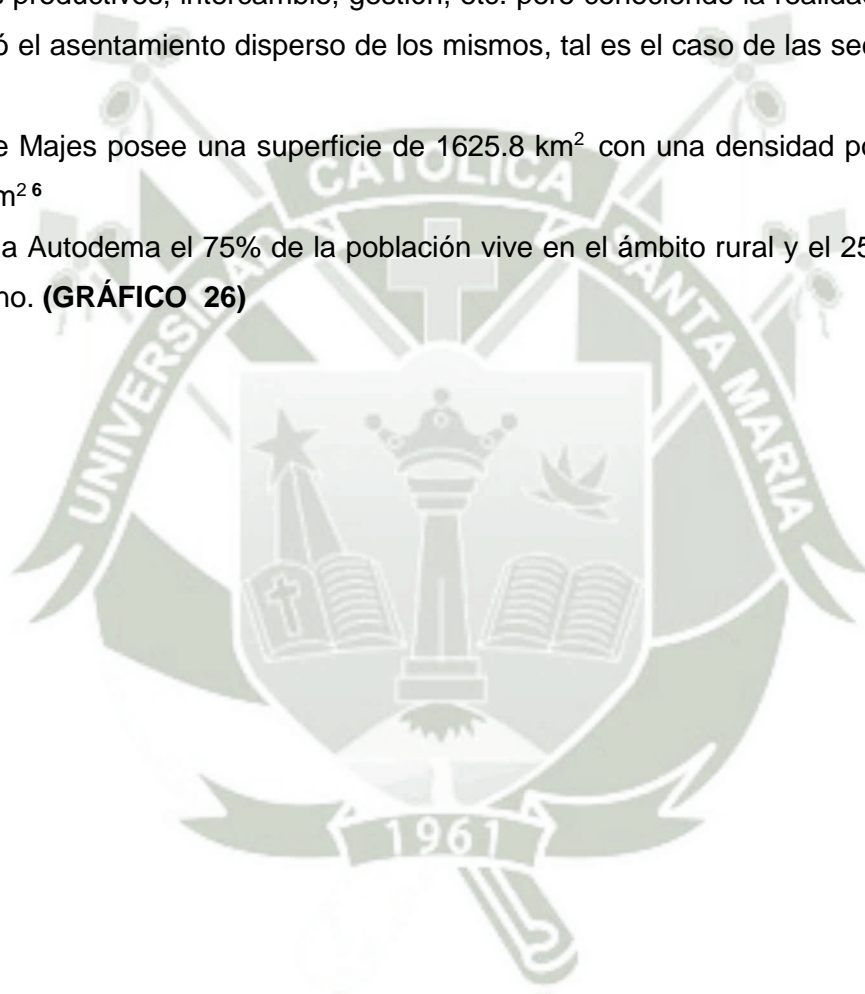 productivos, intercambio, gestión, etc. pero conociendo la realidad
el asentamiento disperso de los mismos, tal es el caso de las
e Majes posee una superficie de 1625.8 km² con una densidad
m² ⁶
a Autodema el 75% de la población vive en el ámbito rural y el 25
no. (GRÁFICO 26)
UNIVERSIDAD CATOLICA SANTA MARIA
1961